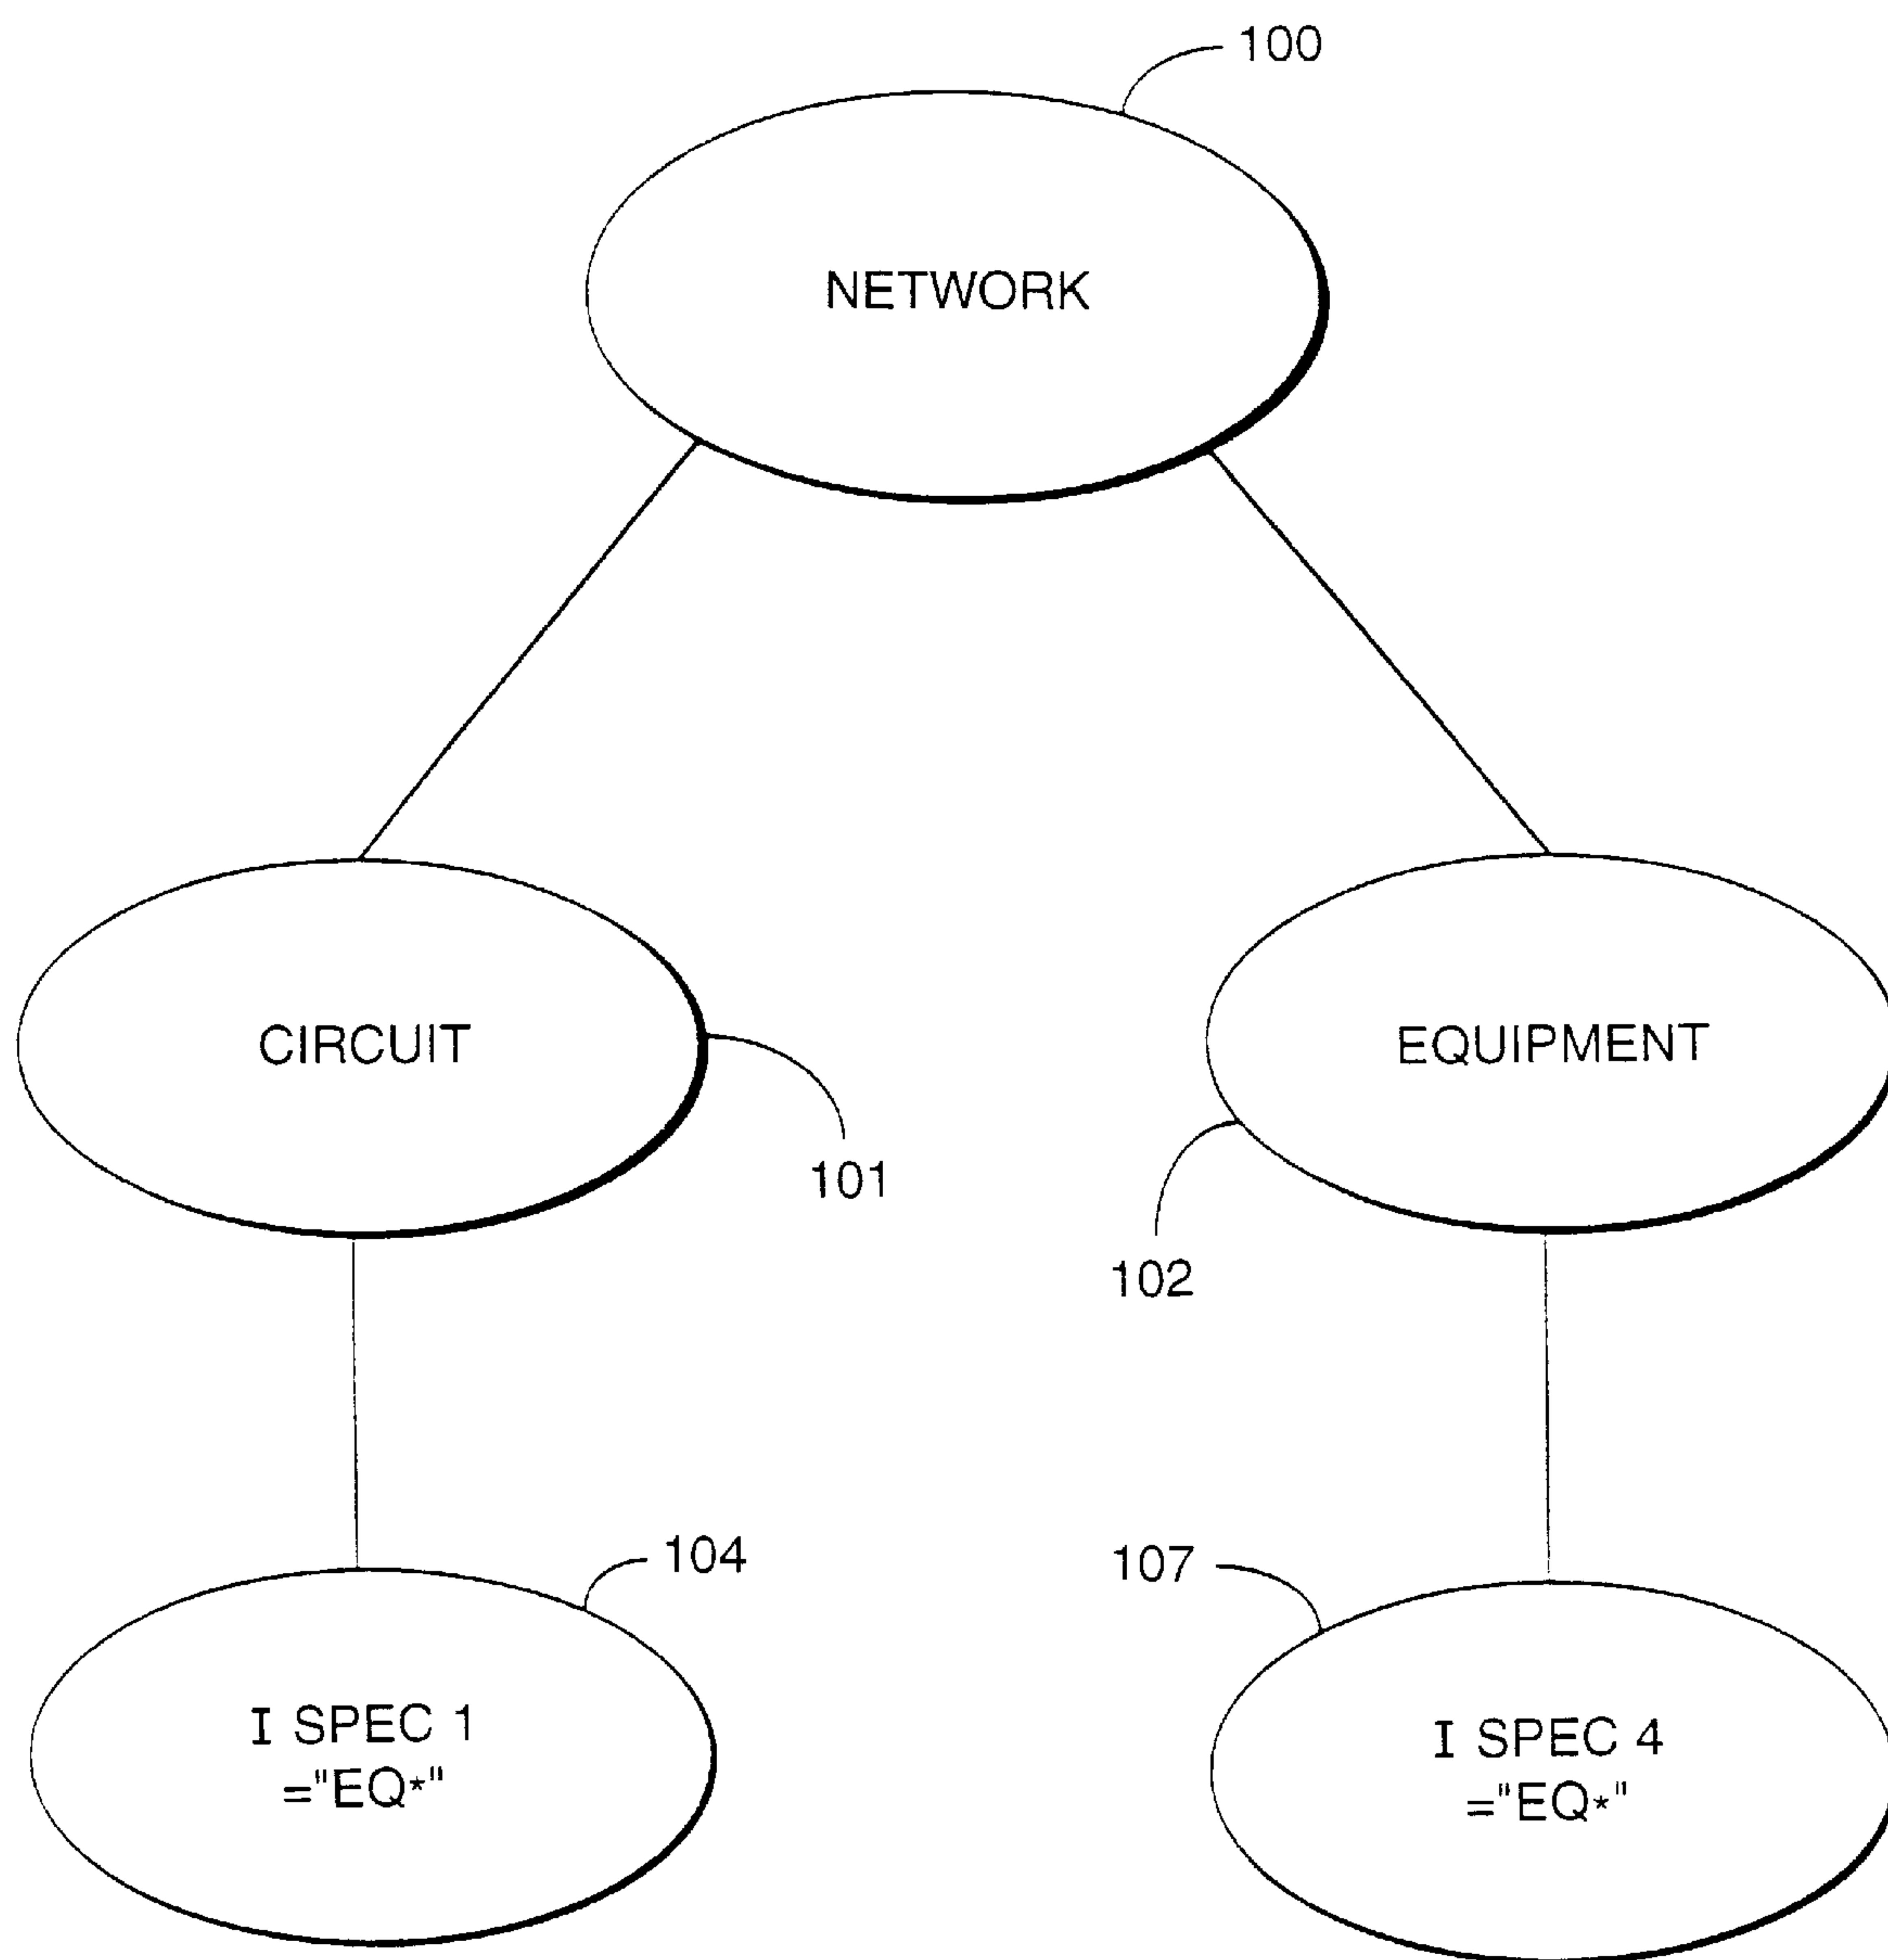 100
NETWORK
CIRCUIT
EQUIPMENT
101
102
104
107
I SPEC 1
="EQ*"
I SPEC 4
="EQ*"